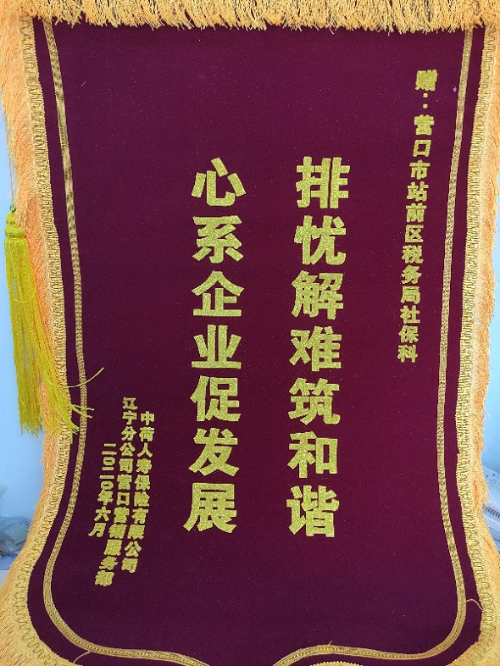 赠：营口市站前区税务局社保科
排忧解难筑和谐
心系企业促发展
中荷人寿保险有限公司
辽宁分公司营口营销服务部
二〇二〇年六月